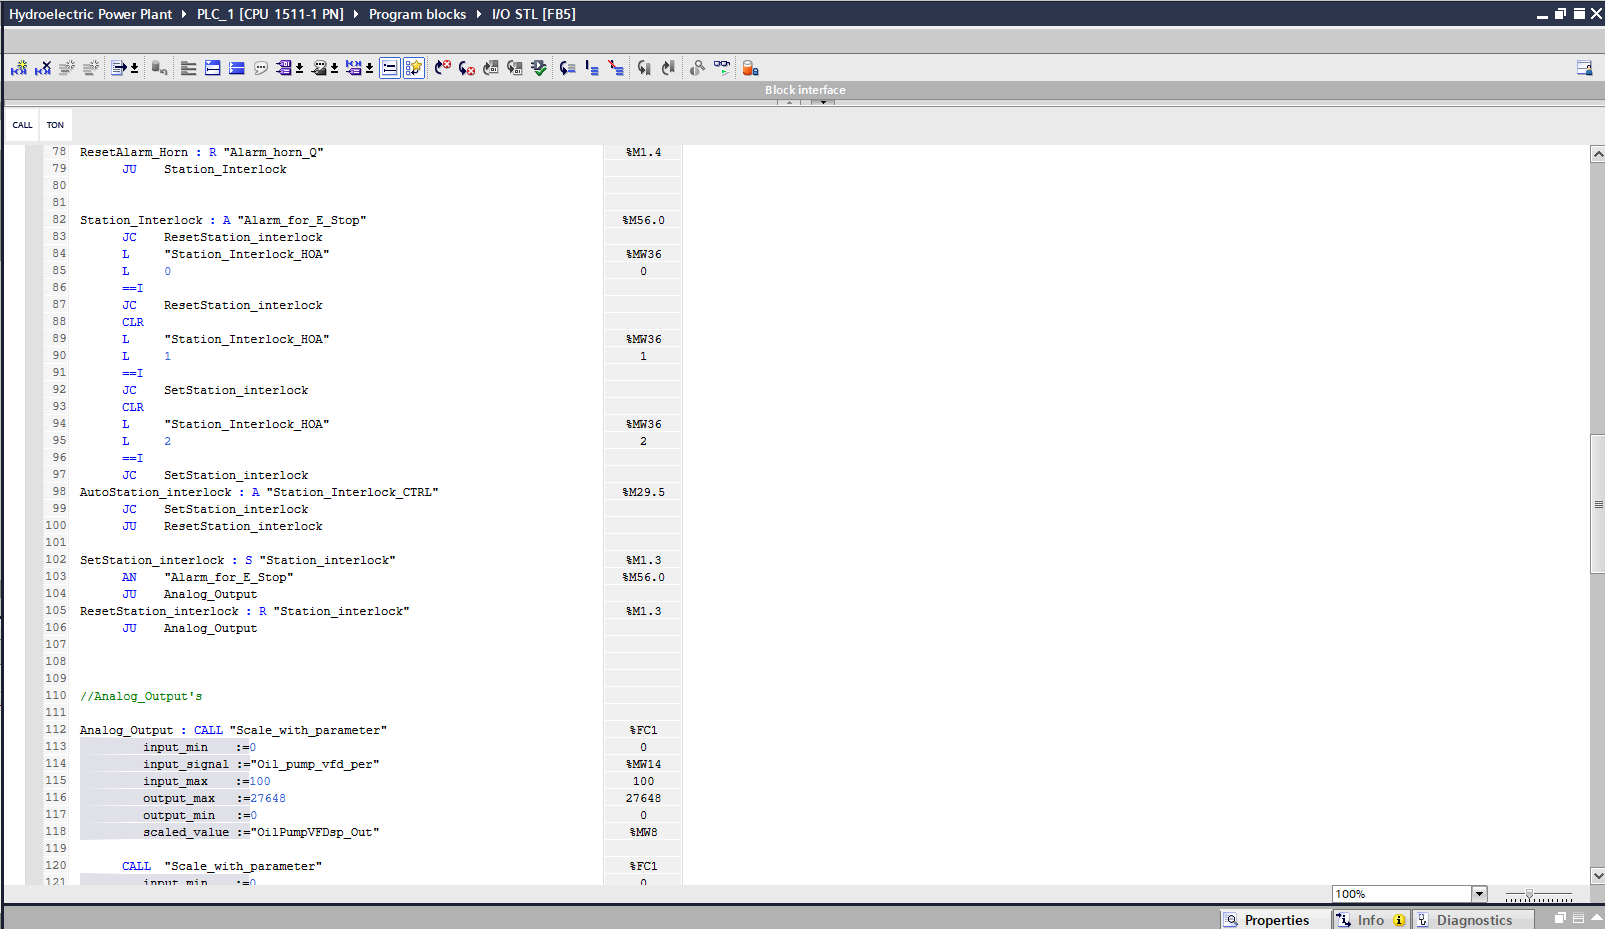 Hydroelectric Power Plant ▸ PLC_1 [CPU 1511-1 PN] ▸ Program blocks ▸ I/O STL [FB5]
Block interface
CALL TON
78 ResetAlarm_Horn : R "Alarm_horn_Q" %M1.4
79 JU Station_Interlock
80
81
82 Station_Interlock : A "Alarm_for_E_Stop" %M56.0
83 JC ResetStation_interlock
84 L "Station_Interlock_HOA" %MW36
85 L 0 0
86 ==I
87 JC ResetStation_interlock
88 CLR
89 L "Station_Interlock_HOA" %MW36
90 L 1 1
91 ==I
92 JC SetStation_interlock
93 CLR
94 L "Station_Interlock_HOA" %MW36
95 L 2 2
96 ==I
97 JC SetStation_interlock
98 AutoStation_interlock : A "Station_Interlock_CTRL" %M29.5
99 JC SetStation_interlock
100 JU ResetStation_interlock
101
102 SetStation_interlock : S "Station_interlock" %M1.3
103 AN "Alarm_for_E_Stop" %M56.0
104 JU Analog_Output
105 ResetStation_interlock : R "Station_interlock" %M1.3
106 JU Analog_Output
107
108
109
110 //Analog_Output's
111
112 Analog_Output : CALL "Scale_with_parameter" %FC1
113 input_min :=0 0
114 input_signal :="Oil_pump_vfd_per" %MW14
115 input_max :=100 100
116 output_max :=27648 27648
117 output_min :=0 0
118 scaled_value :="OilPumpVFDsp_Out" %MW8
119
120 CALL "Scale_with_parameter" %FC1
121 input_min :=0 0
100%
Properties Info Diagnostics